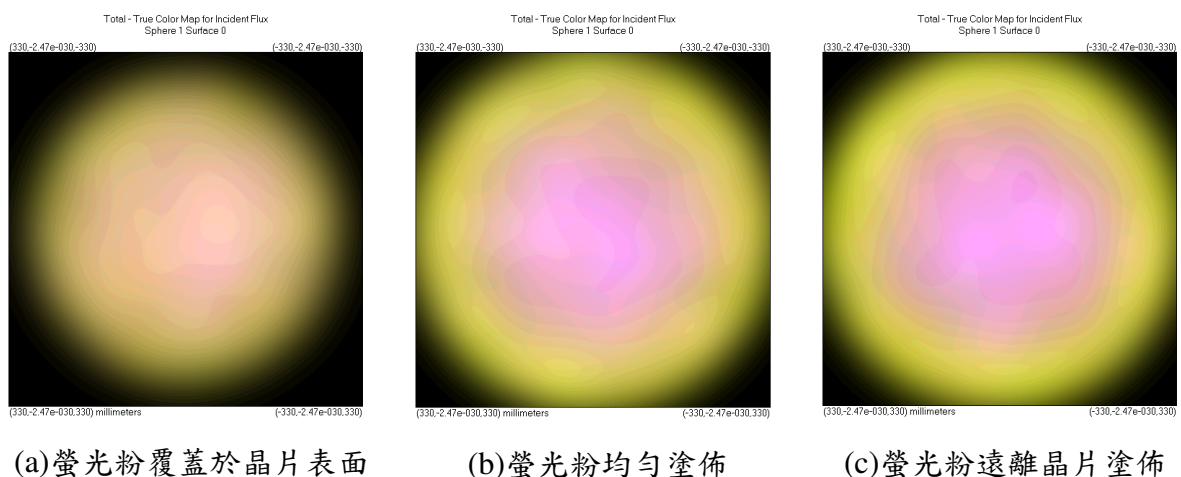 Total - True Color Map for Incident Flux
Sphere 1 Surface 0
(330,-2.47e-030,-330) (-330,-2.47e-030,-330)
(330,-2.47e-030,330) millimeters (-330,-2.47e-030,330)
(a)螢光粉覆蓋於晶片表面
Total - True Color Map for Incident Flux
Sphere 1 Surface 0
(330,-2.47e-030,-330) (-330,-2.47e-030,-330)
(330,-2.47e-030,330) millimeters (-330,-2.47e-030,330)
(b)螢光粉均勻塗佈
Total - True Color Map for Incident Flux
Sphere 1 Surface 0
(330,-2.47e-030,-330) (-330,-2.47e-030,-330)
(330,-2.47e-030,330) millimeters (-330,-2.47e-030,330)
(c)螢光粉遠離晶片塗佈